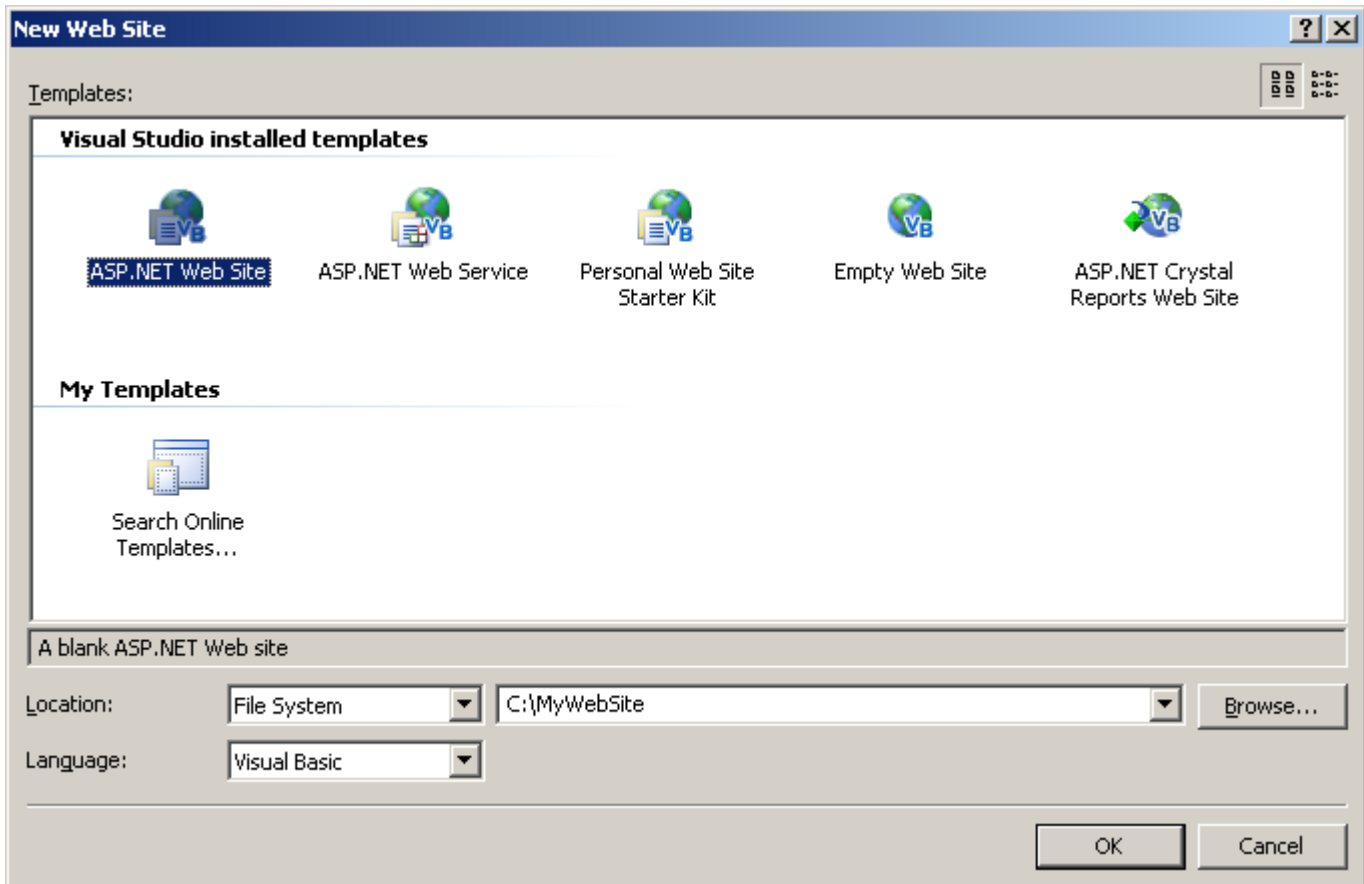 New Web Site
Templates:
Visual Studio installed templates
ASP.NET Web Site
ASP.NET Web Service
Personal Web Site
Starter Kit
Empty Web Site
ASP.NET Crystal
Reports Web Site
My Templates
Search Online
Templates...
A blank ASP.NET Web site
Location:
File System
C:\MyWebSite
Browse...
Language:
Visual Basic
OK
Cancel